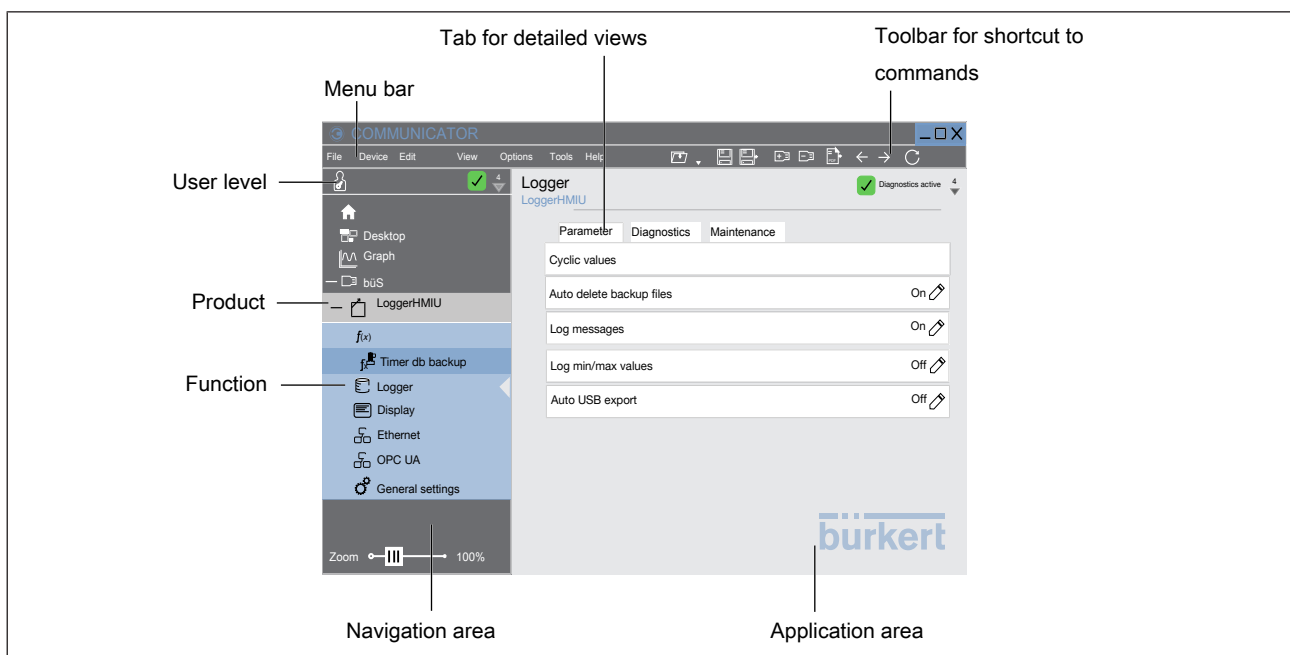 Tab for detailed views
Toolbar for shortcut to
commands
Menu bar
COMMUNICATOR
File Device Edit View Options Tools Help
User level
4
Logger
LoggerHMIU
Diagnostics active
4
Desktop
Graph
büS
Product
LoggerHMIU
f(x)
Timer db backup
Function
Logger
Display
Ethernet
OPC UA
General settings
Parameter Diagnostics Maintenance
Cyclic values
Auto delete backup files On
Log messages On
Log min/max values Off
Auto USB export Off
bürkert
Zoom 100%
Navigation area
Application area